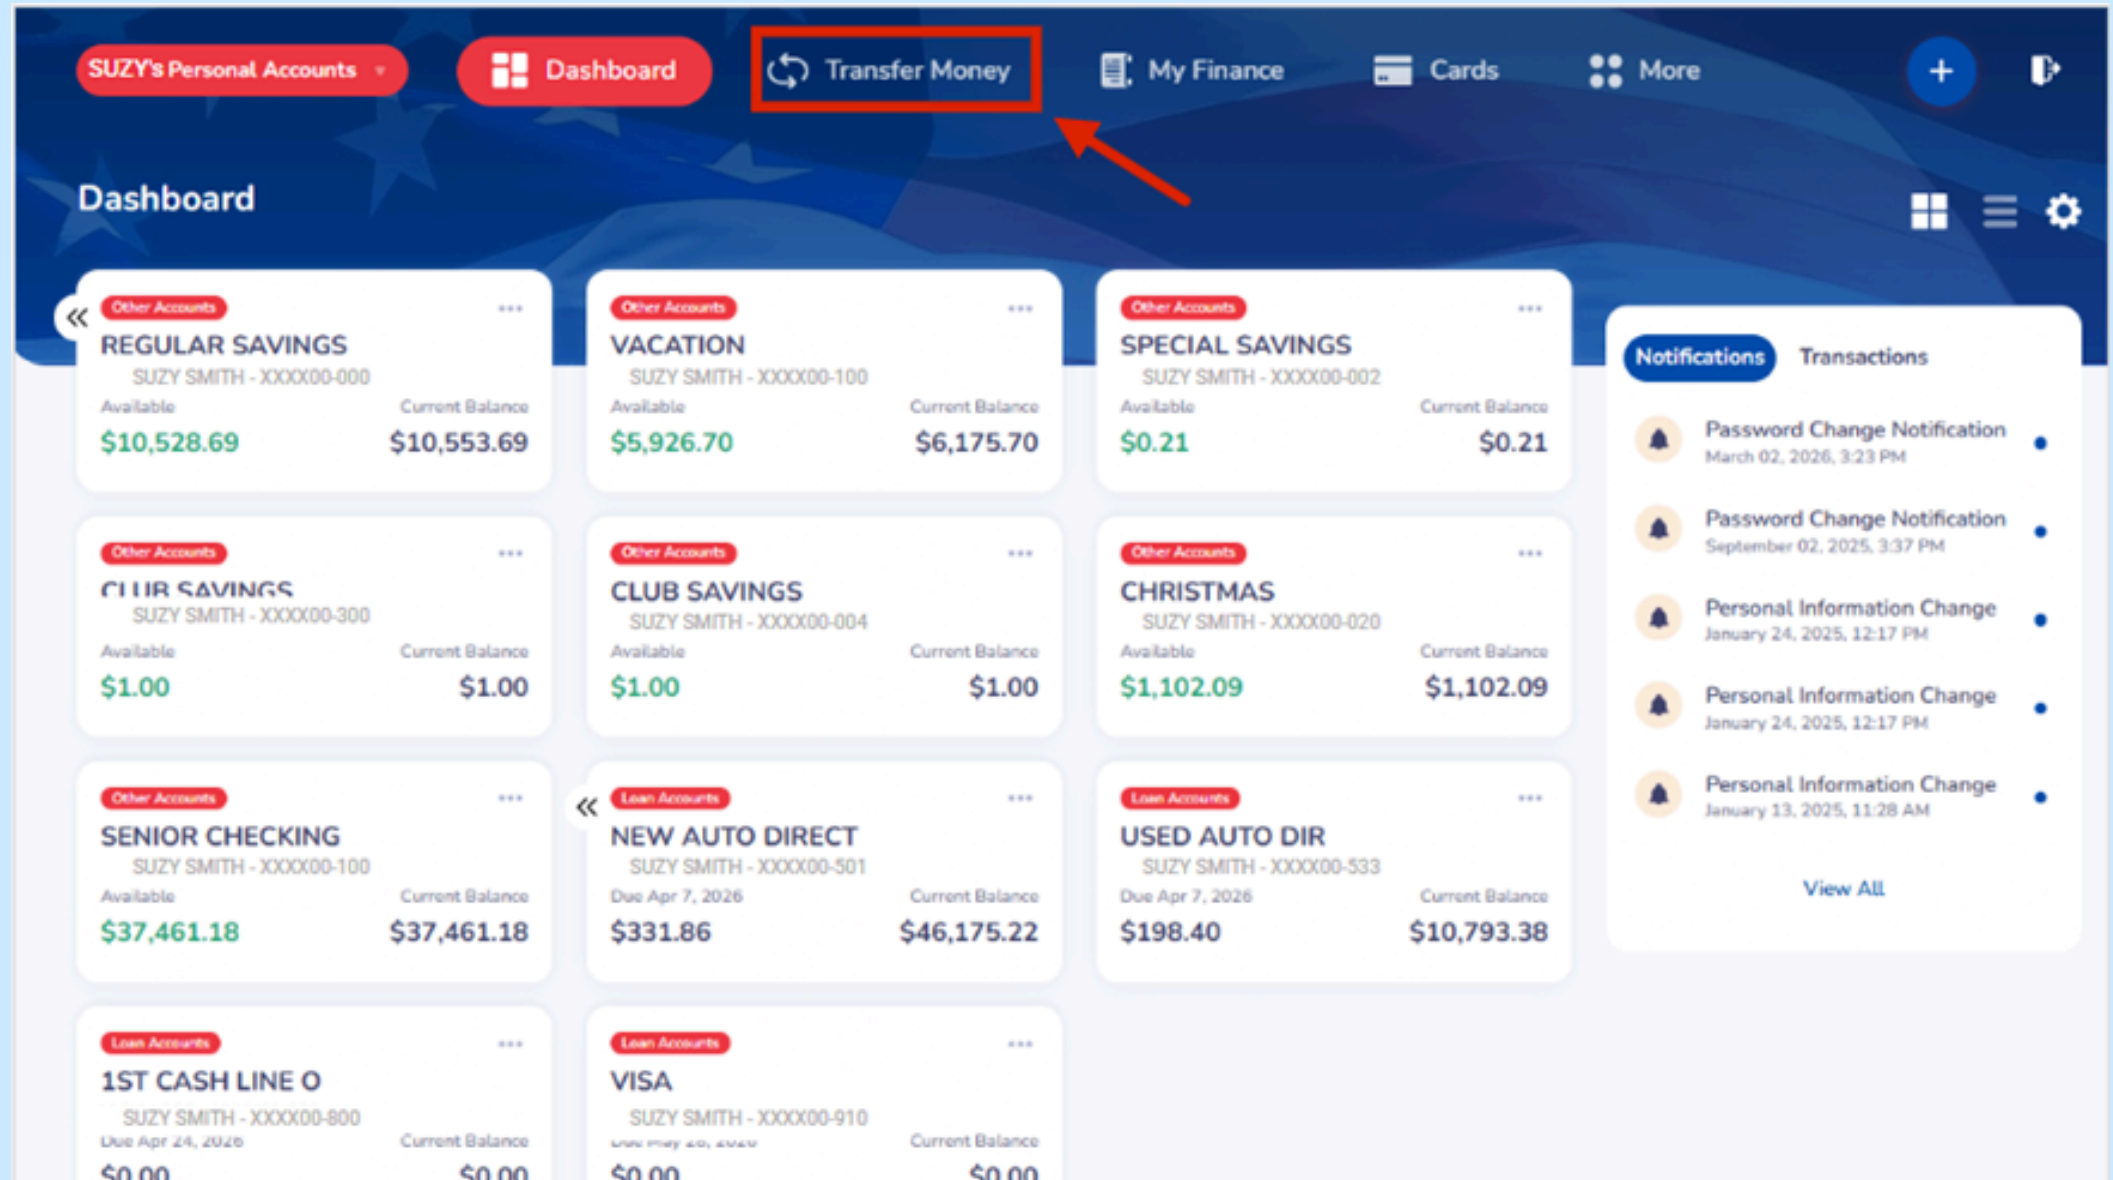 SUZY's Personal Accounts
Dashboard
Transfer Money
My Finance
Cards
More
Dashboard
Other Accounts
REGULAR SAVINGS
SUZY SMITH - XXXX00-000
Available Current Balance
$10,528.69 $10,553.69
Other Accounts
VACATION
SUZY SMITH - XXXX00-100
Available Current Balance
$5,926.70 $6,175.70
Other Accounts
SPECIAL SAVINGS
SUZY SMITH - XXXX00-002
Available Current Balance
$0.21 $0.21
Other Accounts
CLUB SAVINGS
SUZY SMITH - XXXX00-300
Available Current Balance
$1.00 $1.00
Other Accounts
CLUB SAVINGS
SUZY SMITH - XXXX00-004
Available Current Balance
$1.00 $1.00
Other Accounts
CHRISTMAS
SUZY SMITH - XXXX00-020
Available Current Balance
$1,102.09 $1,102.09
Other Accounts
SENIOR CHECKING
SUZY SMITH - XXXX00-100
Available Current Balance
$37,461.18 $37,461.18
Loan Accounts
NEW AUTO DIRECT
SUZY SMITH - XXXX00-501
Due Apr 7, 2026 Current Balance
$331.86 $46,175.22
Loan Accounts
USED AUTO DIR
SUZY SMITH - XXXX00-533
Due Apr 7, 2026 Current Balance
$198.40 $10,793.38
Loan Accounts
1ST CASH LINE O
SUZY SMITH - XXXX00-800
Due Apr 24, 2026 Current Balance
$0.00 $0.00
Loan Accounts
VISA
SUZY SMITH - XXXX00-910
Due May 28, 2026 Current Balance
$0.00 $0.00
Notifications Transactions
Password Change Notification
March 02, 2026, 3:23 PM
Password Change Notification
September 02, 2025, 3:37 PM
Personal Information Change
January 24, 2025, 12:17 PM
Personal Information Change
January 24, 2025, 12:17 PM
Personal Information Change
January 13, 2025, 11:28 AM
View All